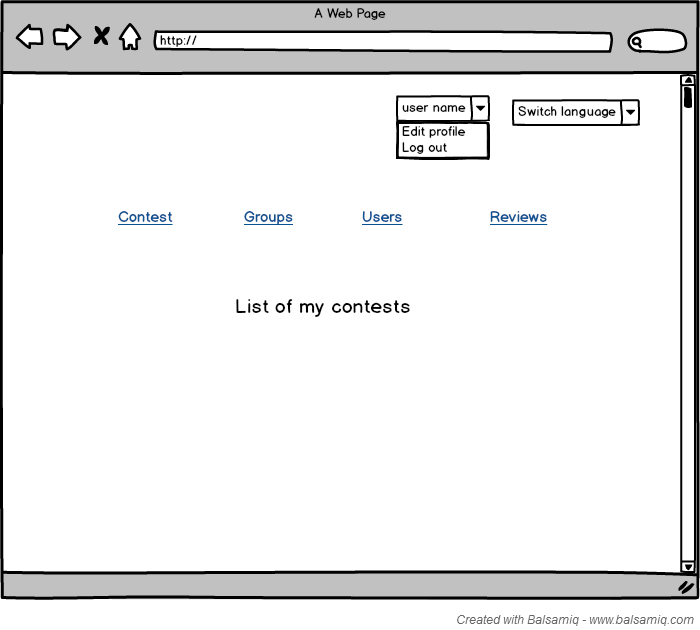 A Web Page
http://
user name
Switch language
Edit profile
Log out
Contest Groups Users Reviews
List of my contests
Created with Balsamiq - www.balsamiq.com